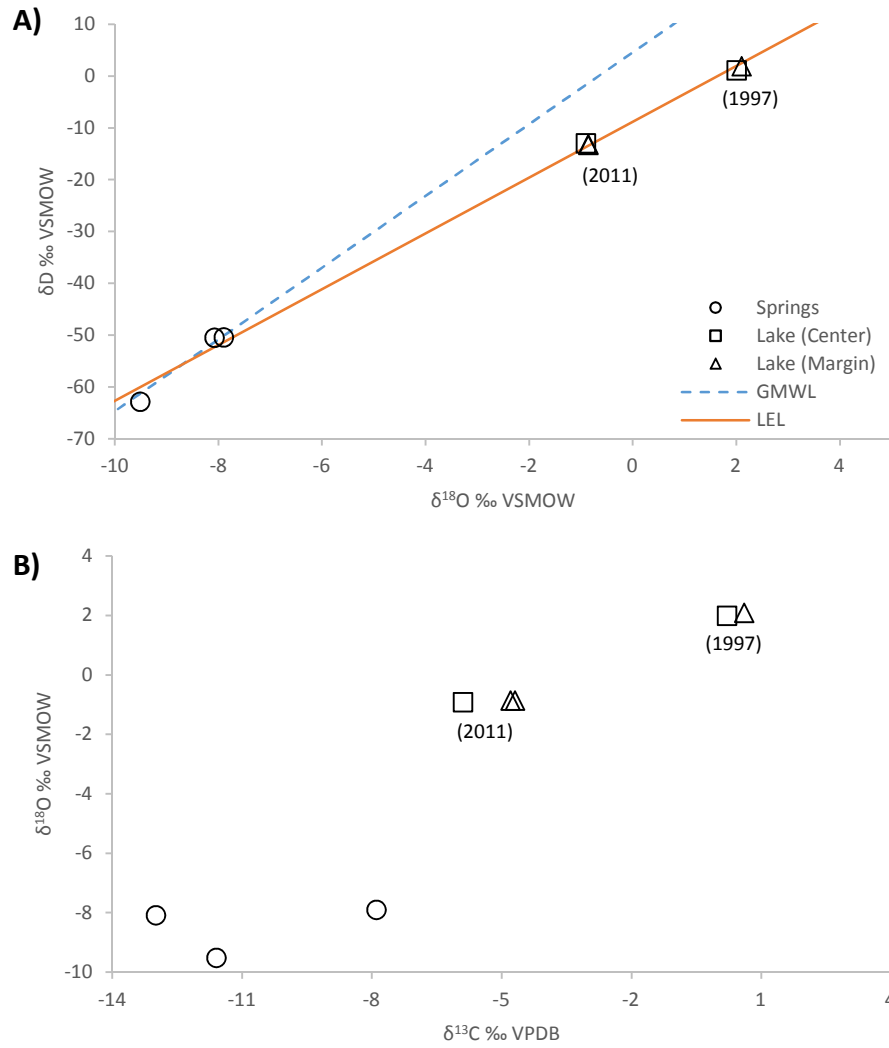 A)
10
0
-10
-20
-30
-40
-50
-60
-70
δD ‰ VSMOW
(1997)
(2011)
Springs
Lake (Center)
Lake (Margin)
GMWL
LEL
-10 -8 -6 -4 -2 0 2 4
δ¹⁸O ‰ VSMOW
B)
4
2
0
-2
-4
-6
-8
-10
δ¹⁸O ‰ VSMOW
(1997)
(2011)
-14 -11 -8 -5 -2 1 4
δ¹³C ‰ VPDB